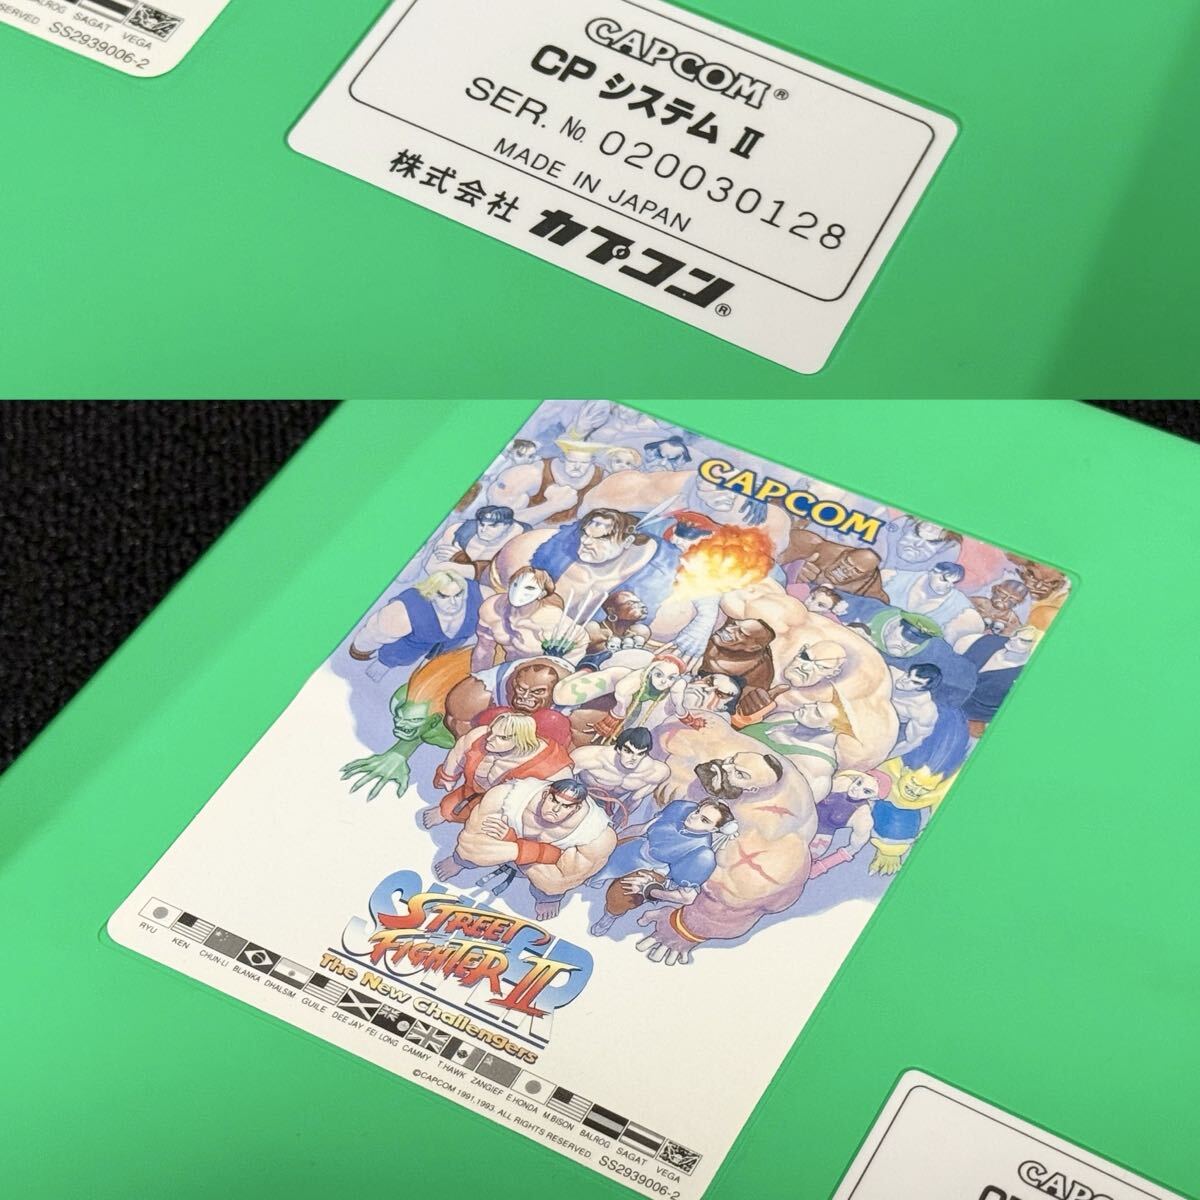 BALROG SAGAT VEGA
SERVED SS2939006-2
CAPCOM®
CP システム II
SER. №. 020030128
MADE IN JAPAN
株式会社 カプコン®
CAPCOM®
SUPER
STREET
FIGHTER II
The New Challengers
RYU KEN CHUN-LI BLANKA DHALSIM GUILE DEE JAY FEI LONG CAMMY T.HAWK ZANGIEF E.HONDA M.BISON BALROG SAGAT VEGA
©CAPCOM 1991,1993. ALL RIGHTS RESERVED. SS2939006-2
CAPCOM